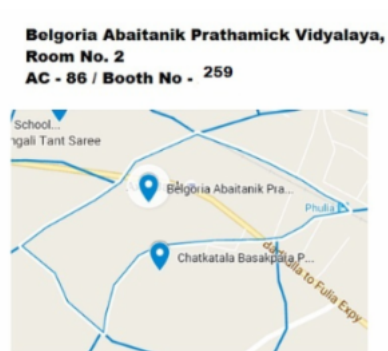 Belgoria Abaitanik Prathamick Vidyalaya,
Room No. 2
AC - 86 / Booth No - 259
School...
ngali Tant Saree
Belgoria Abaitanik Pra...
Phulia
Chatkatala Basakpara P...
to Fulia Expy